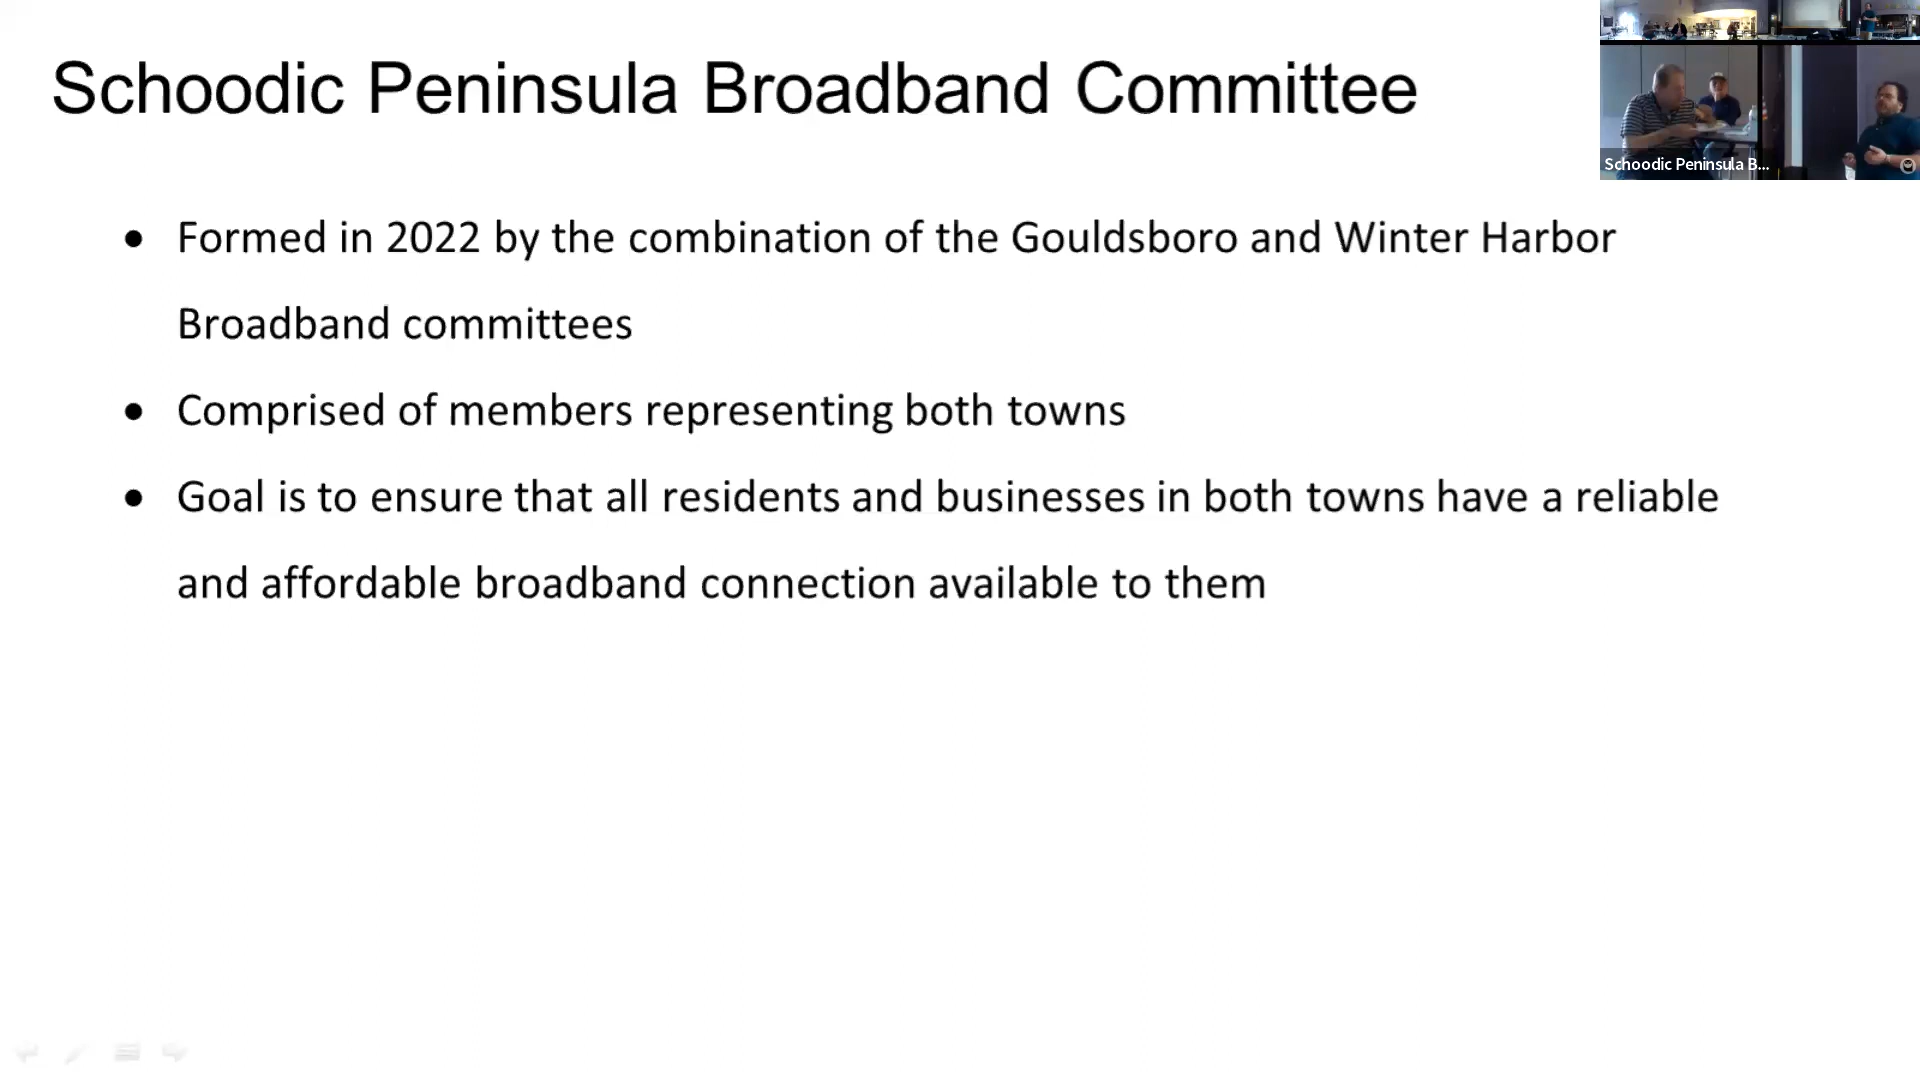 Schoodic Peninsula Broadband Committee
Schoodic Peninsula B...
• Formed in 2022 by the combination of the Gouldsboro and Winter Harbor
Broadband committees
• Comprised of members representing both towns
• Goal is to ensure that all residents and businesses in both towns have a reliable
and affordable broadband connection available to them